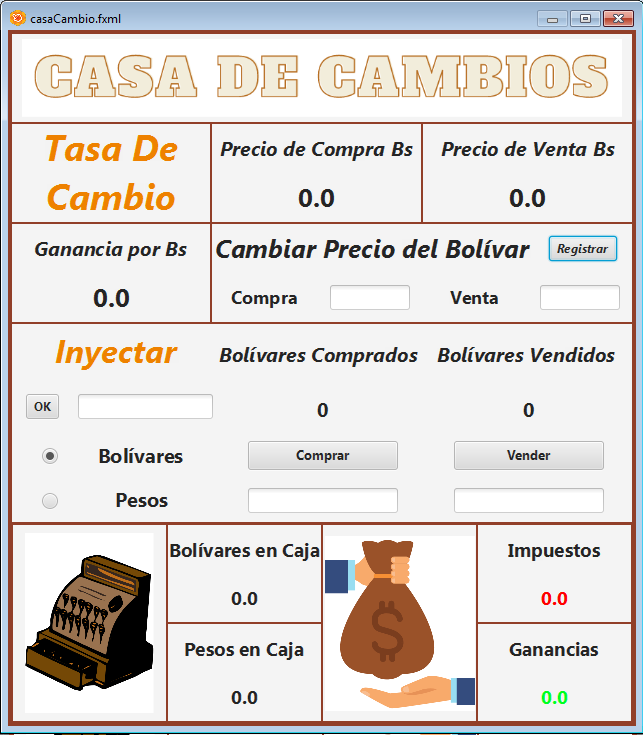 casaCambio.fxml
CASA DE CAMBIOS
Tasa De
Cambio
Precio de Compra Bs
0.0
Precio de Venta Bs
0.0
Ganancia por Bs
0.0
Cambiar Precio del Bolívar
Registrar
Compra
Venta
Inyectar
OK
Bolívares
Pesos
Bolívares Comprados
0
Comprar
Bolívares Vendidos
0
Vender
Bolívares en Caja
0.0
Pesos en Caja
0.0
$
Impuestos
0.0
Ganancias
0.0